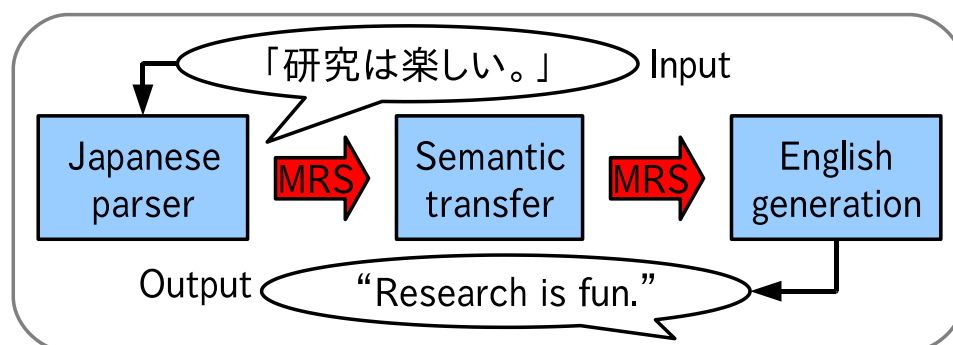 「研究は楽しい。」
Input
Japanese
parser
MRS
Semantic
transfer
MRS
English
generation
Output
“Research is fun.”